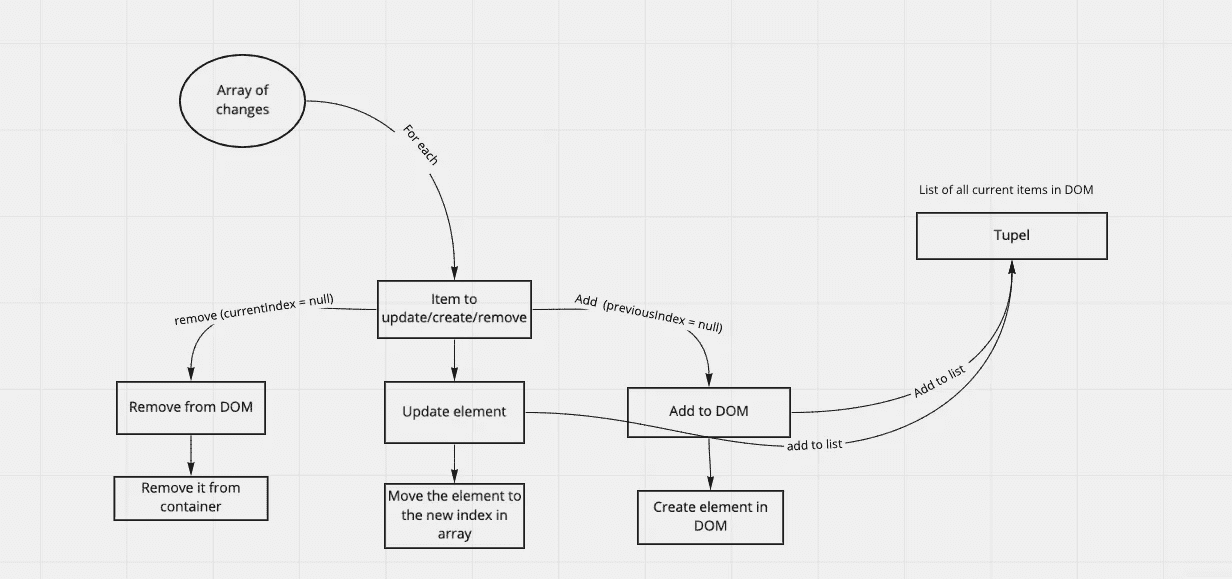 Array of
changes
For each
List of all current items in DOM
Tupel
Item to
update/create/remove
remove (currentIndex = null)
Add (previousIndex = null)
Remove from DOM
Update element
Add to DOM
Add to list
add to list
Remove it from
container
Move the element to
the new index in
array
Create element in
DOM